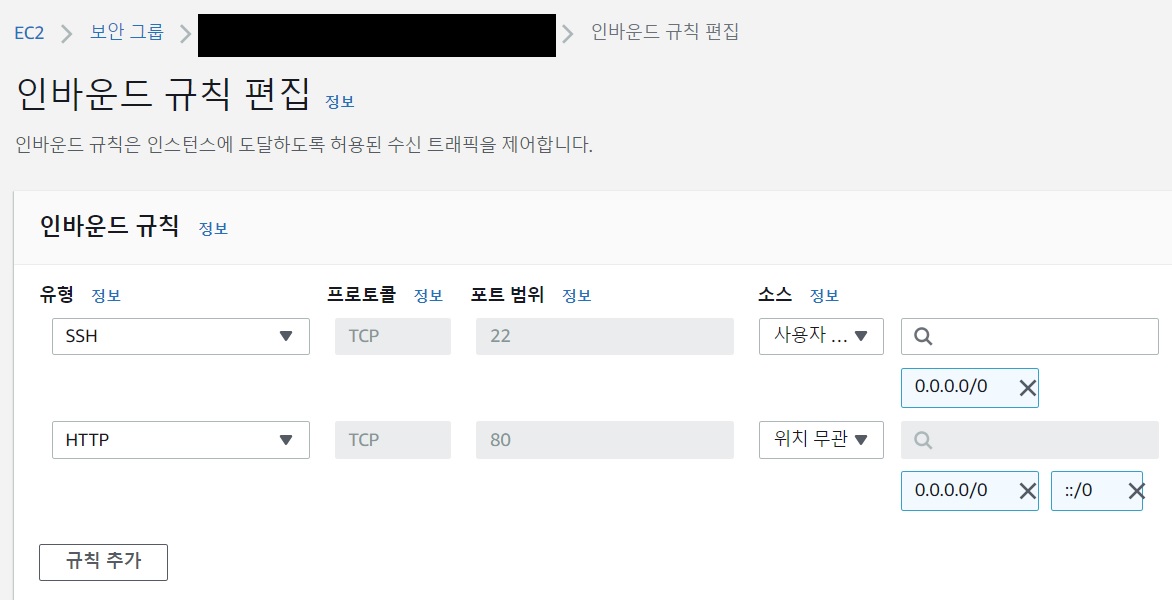 EC2 보안 그룹 인바운드 규칙 편집
인바운드 규칙 편집 정보
인바운드 규칙은 인스턴스에 도달하도록 허용된 수신 트래픽을 제어합니다.
인바운드 규칙 정보
유형 정보 프로토콜 정보 포트 범위 정보 소스 정보
SSH TCP 22 사용자 ...
0.0.0.0/0
HTTP TCP 80 위치 무관
0.0.0.0/0 ::/0
규칙 추가